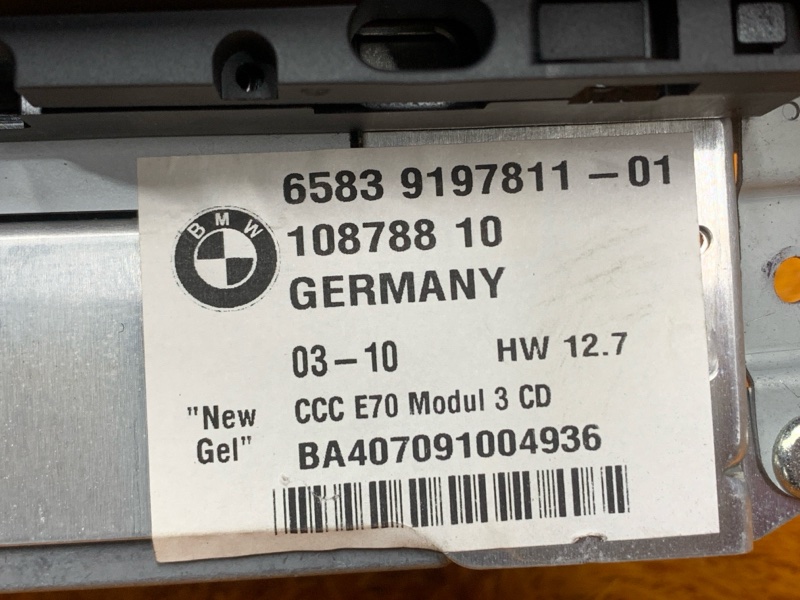 6583 9197811-01
BMW
108788 10
GERMANY
03-10 HW 12.7
"New Gel"
CCC E70 Modul 3 CD
BA407091004936